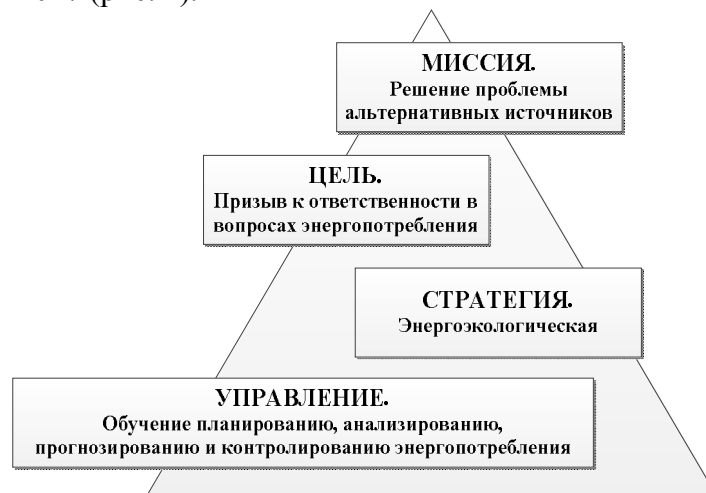 МИССИЯ.
Решение проблемы
альтернативных источников
ЦЕЛЬ.
Призыв к ответственности в
вопросах энергопотребления
СТРАТЕГИЯ.
Энергоэкологическая
УПРАВЛЕНИЕ.
Обучение планированию, анализированию,
прогнозированию и контролированию энергопотребления